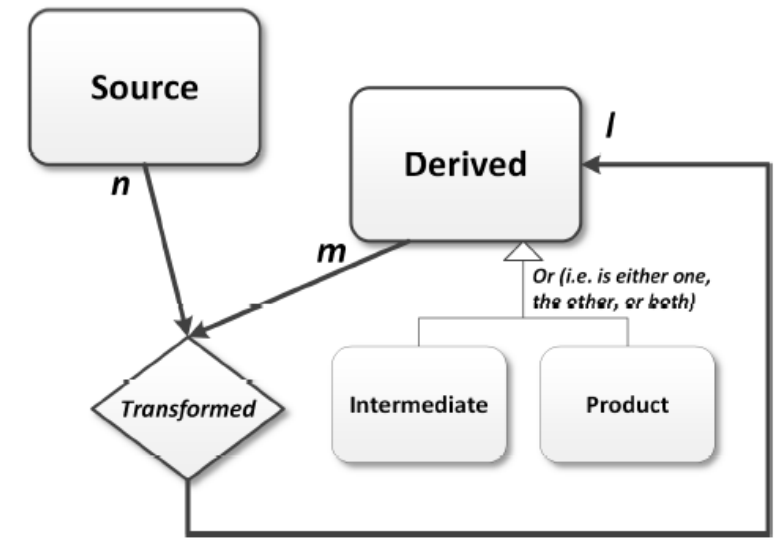 Source
n
Derived
l
m
Or (i.e. is either one,
the other, or both)
Transformed
Intermediate
Product